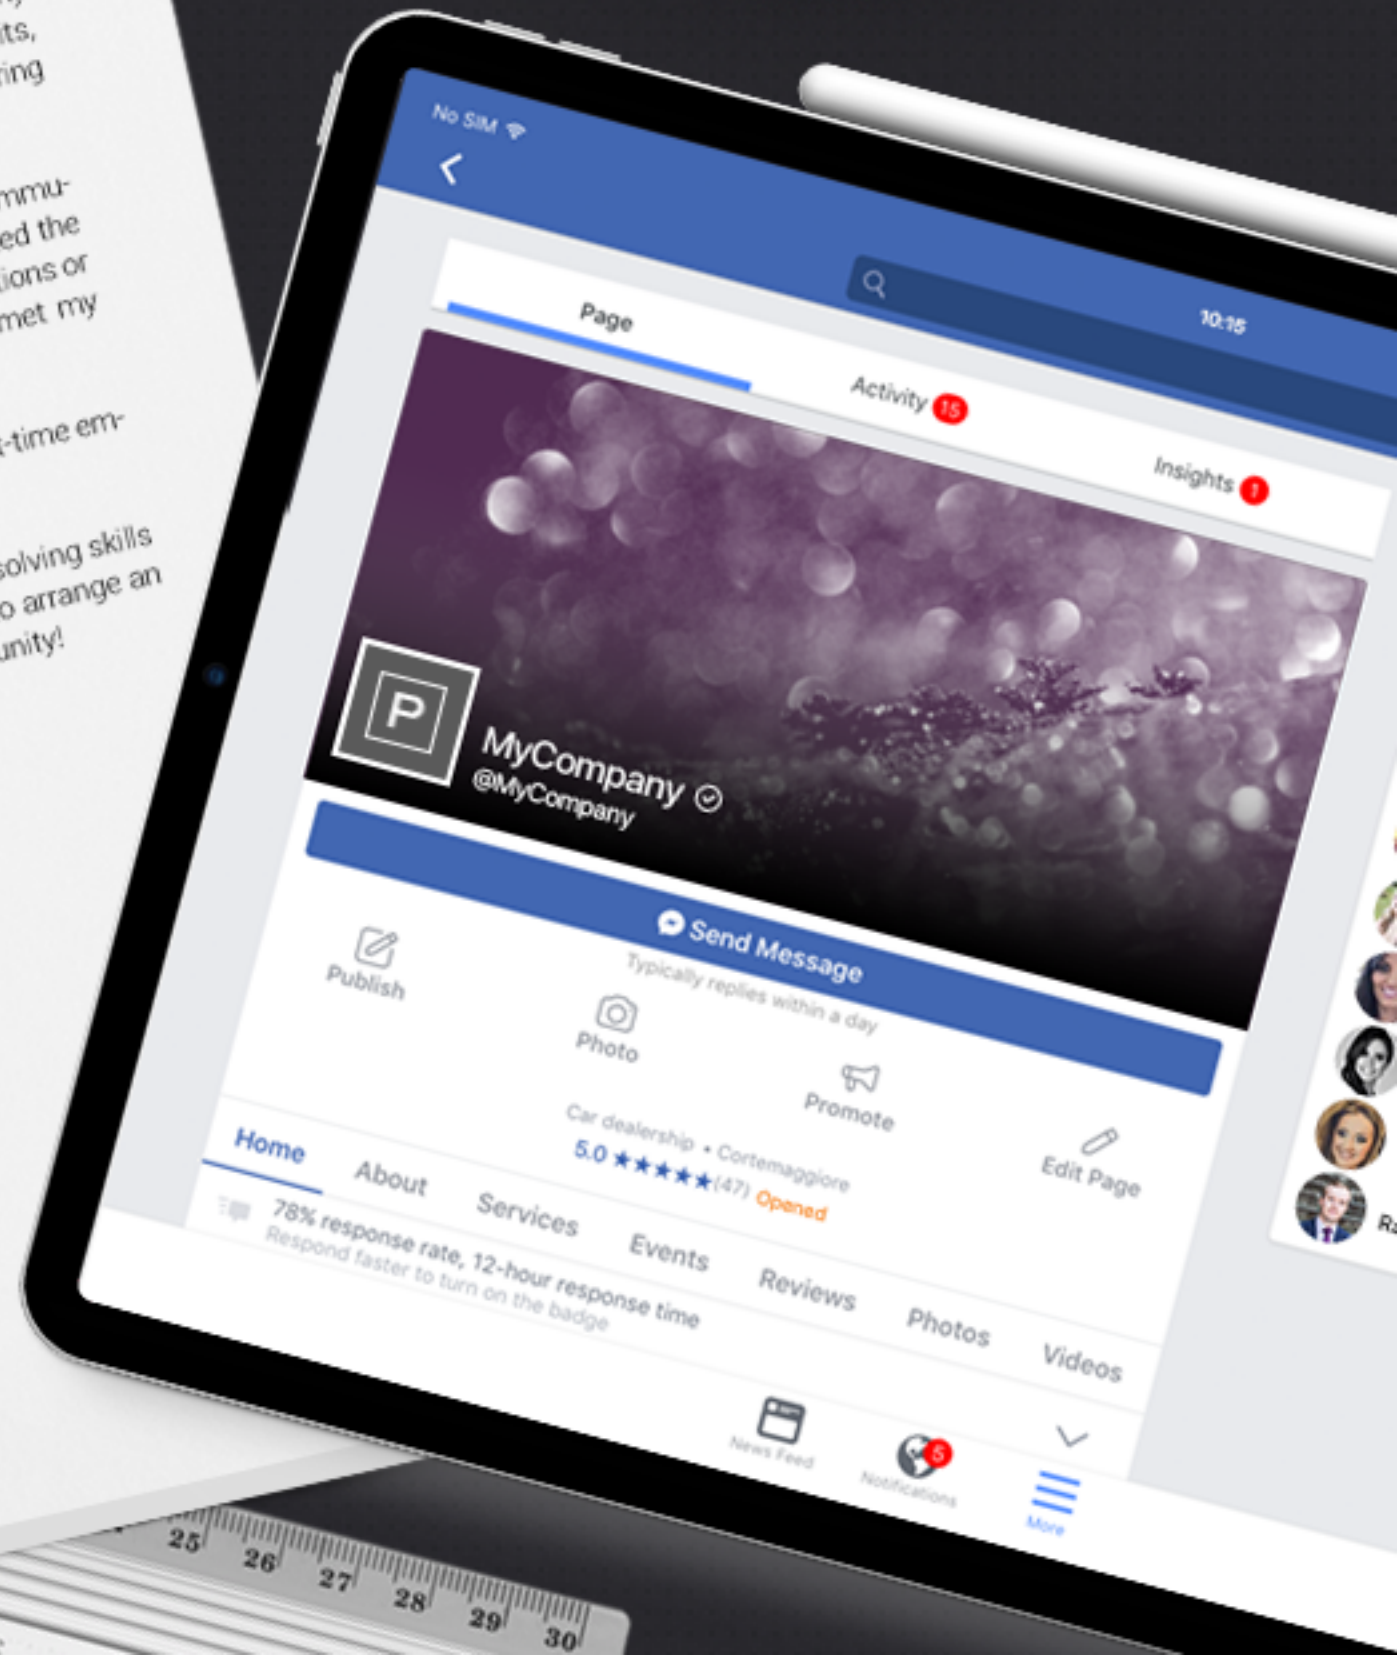 its,
ring
mmu-
ed the
tions or
met my
t-time em-
solving skills
o arrange an
unity!
No SIM
10:15
Page
Activity 15
Insights 1
P
MyCompany
@MyCompany
Send Message
Typically replies within a day
Publish
Photo
Promote
Edit Page
Car dealership • Cortemaggiore
5.0 ★★★★★(47) Opened
Home About Services Events Reviews Photos Videos
78% response rate, 12-hour response time
Respond faster to turn on the badge
News Feed
5
Notifications
More
25 26 27 28 29 30